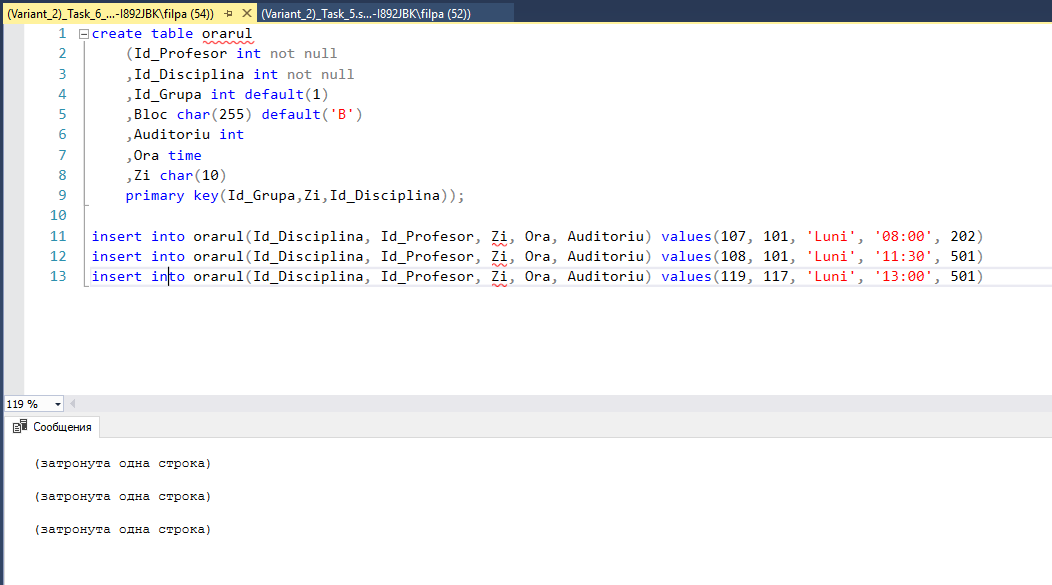 (Variant_2)_Task_6_...-I892JBK\filpa (54)) (Variant_2)_Task_5.s...-I892JBK\filpa (52))
1 create table orarul
2 (Id_Profesor int not null
3 ,Id_Disciplina int not null
4 ,Id_Grupa int default(1)
5 ,Bloc char(255) default('B')
6 ,Auditoriu int
7 ,Ora time
8 ,Zi char(10)
9 primary key(Id_Grupa,Zi,Id_Disciplina));
10
11 insert into orarul(Id_Disciplina, Id_Profesor, Zi, Ora, Auditoriu) values(107, 101, 'Luni', '08:00', 202)
12 insert into orarul(Id_Disciplina, Id_Profesor, Zi, Ora, Auditoriu) values(108, 101, 'Luni', '11:30', 501)
13 insert into orarul(Id_Disciplina, Id_Profesor, Zi, Ora, Auditoriu) values(119, 117, 'Luni', '13:00', 501)
119 %
Сообщения
(затронута одна строка)
(затронута одна строка)
(затронута одна строка)